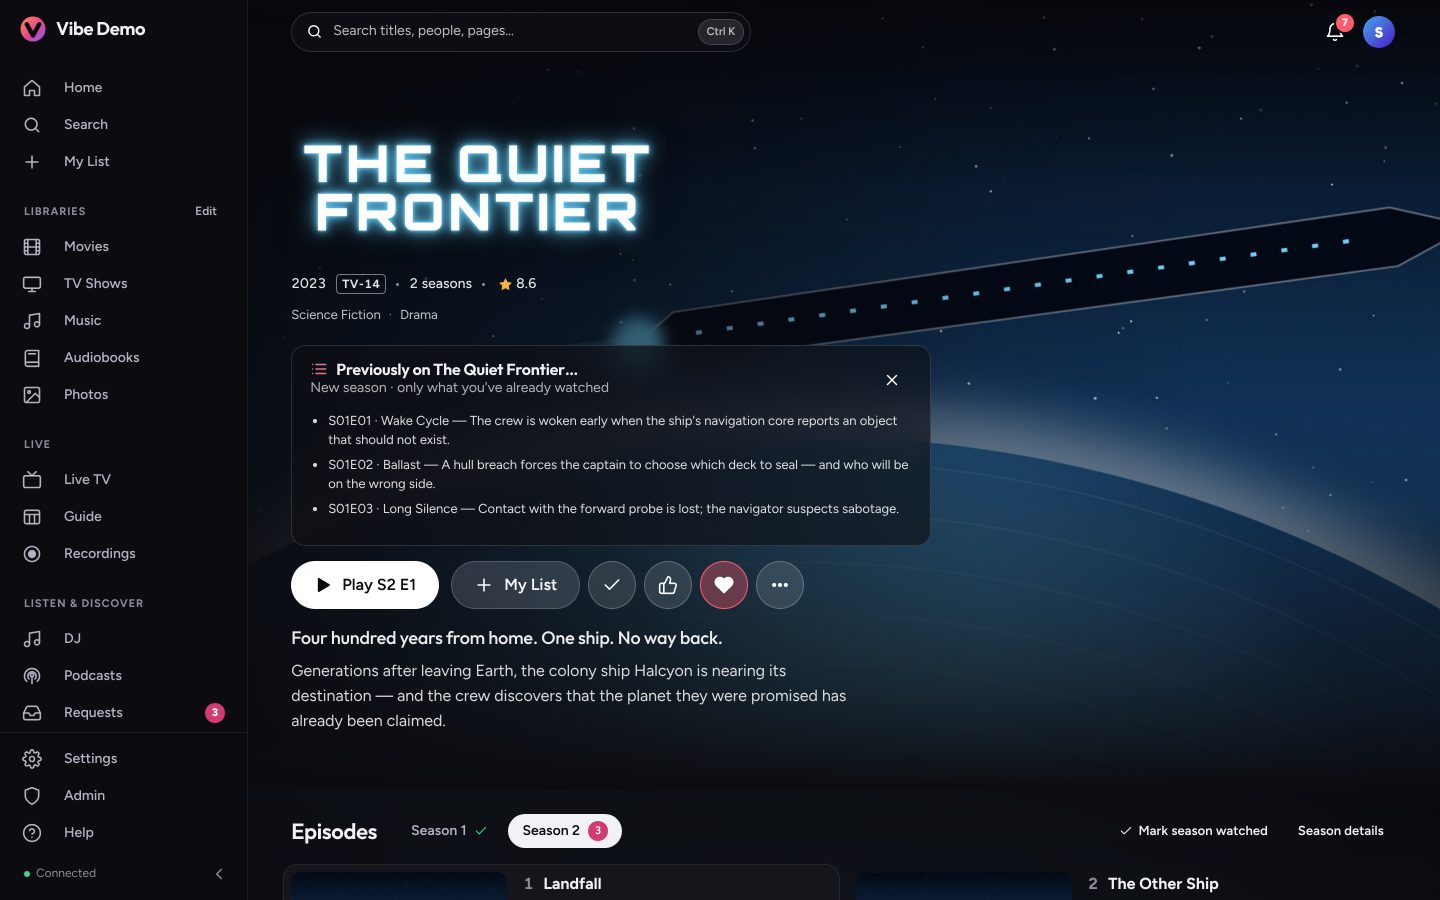 Vibe Demo
Search titles, people, pages...
Ctrl K
7
S
Home
Search
My List
LIBRARIES
Edit
Movies
TV Shows
Music
Audiobooks
Photos
LIVE
Live TV
Guide
Recordings
LISTEN & DISCOVER
DJ
Podcasts
Requests
3
Settings
Admin
Help
Connected
THE QUIET
FRONTIER
2023 TV-14 • 2 seasons • 8.6
Science Fiction · Drama
Previously on The Quiet Frontier...
New season · only what you've already watched
• S01E01 · Wake Cycle — The crew is woken early when the ship's navigation core reports an object
that should not exist.
• S01E02 · Ballast — A hull breach forces the captain to choose which deck to seal — and who will be
on the wrong side.
• S01E03 · Long Silence — Contact with the forward probe is lost; the navigator suspects sabotage.
Play S2 E1
My List
Four hundred years from home. One ship. No way back.
Generations after leaving Earth, the colony ship Halcyon is nearing its
destination — and the crew discovers that the planet they were promised has
already been claimed.
Episodes
Season 1
Season 2
3
Mark season watched
Season details
1 Landfall
2 The Other Ship